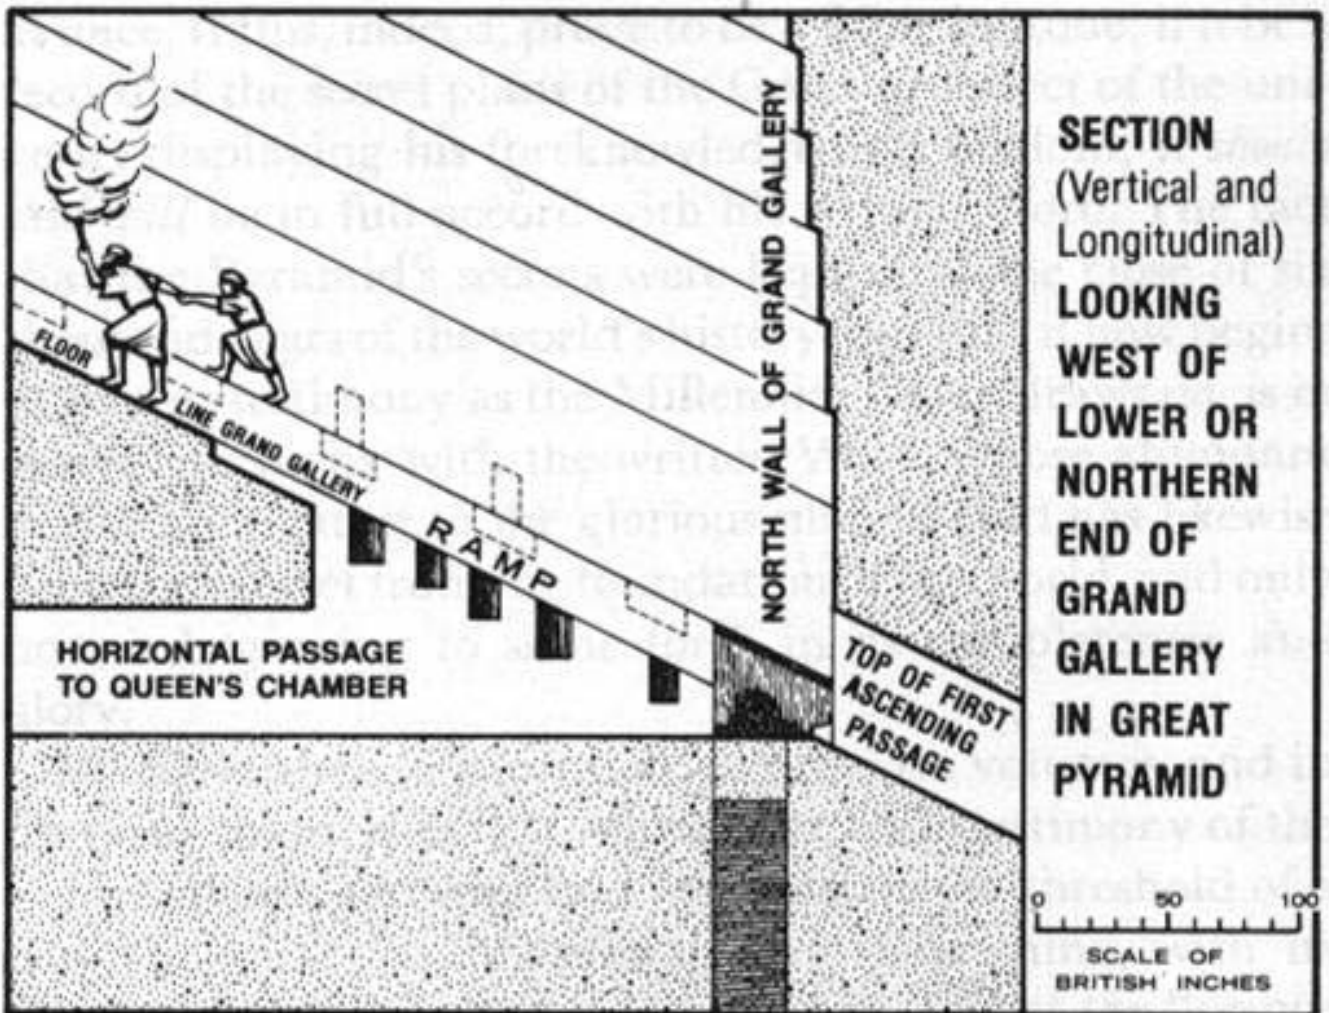 FLOOR
LINE GRAND GALLERY
RAMP
NORTH WALL OF GRAND GALLERY
HORIZONTAL PASSAGE
TO QUEEN'S CHAMBER
TOP OF FIRST
ASCENDING
PASSAGE
SECTION
(Vertical and
Longitudinal)
LOOKING
WEST OF
LOWER OR
NORTHERN
END OF
GRAND
GALLERY
IN GREAT
PYRAMID
0 50 100
SCALE OF
BRITISH INCHES